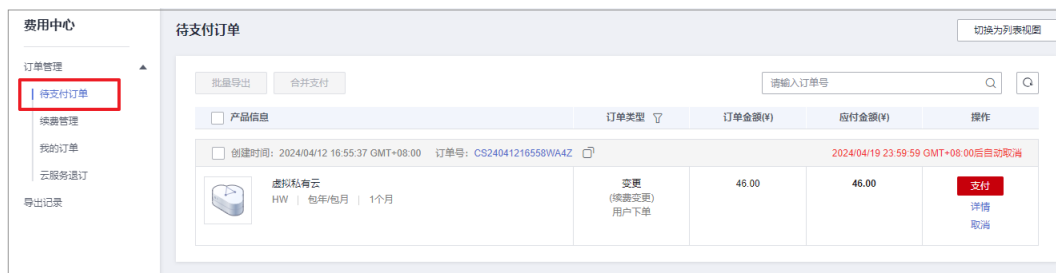 费用中心
订单管理
待支付订单
续费管理
我的订单
云服务退订
导出记录
待支付订单
切换为列表视图
批量导出 合并支付 请输入订单号
产品信息 订单类型 订单金额(¥) 应付金额(¥) 操作
创建时间: 2024/04/12 16:55:37 GMT+08:00 订单号: CS24041216558WA4Z 2024/04/19 23:59:59 GMT+08:00后自动取消
虚拟私有云 变更 46.00 46.00 支付
HW | 包年/包月 | 1个月 (续费变更) 详情
用户下单 取消